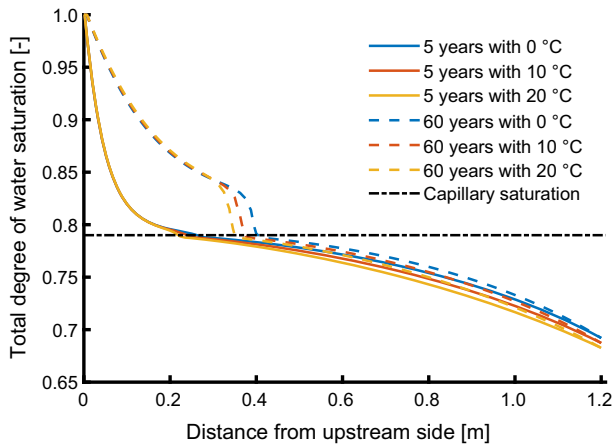 1.0
0.95
0.9
0.85
0.8
0.75
0.7
0.65
0
0.2
0.4
0.6
0.8
1.0
1.2
Total degree of water saturation [-]
Distance from upstream side [m]
5 years with 0 °C
5 years with 10 °C
5 years with 20 °C
60 years with 0 °C
60 years with 10 °C
60 years with 20 °C
Capillary saturation